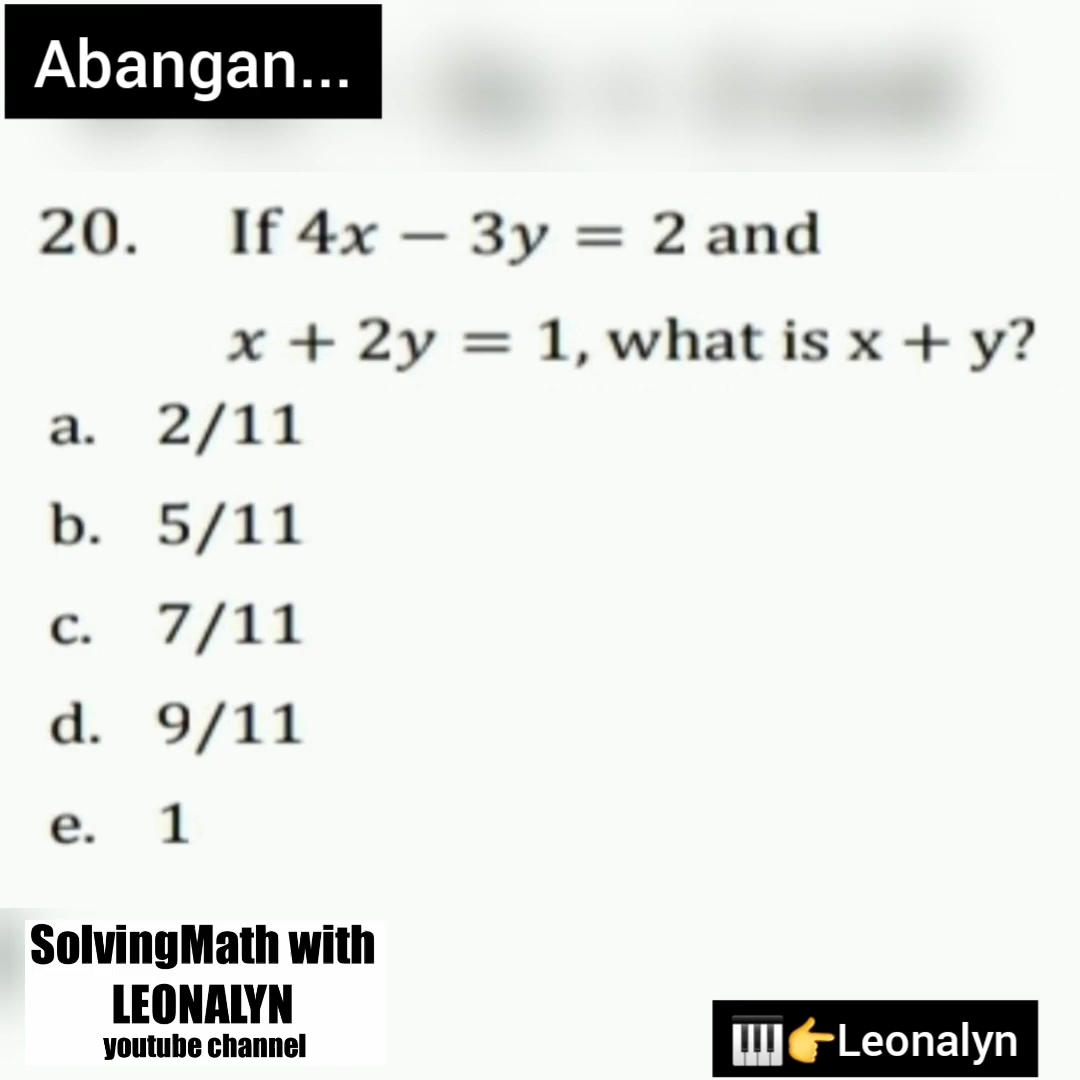 Abangan...
20. If 4x − 3y = 2 and
x + 2y = 1, what is x + y?
a. 2/11
b. 5/11
c. 7/11
d. 9/11
e. 1
SolvingMath with
LEONALYN
youtube channel
🎹👉Leonalyn